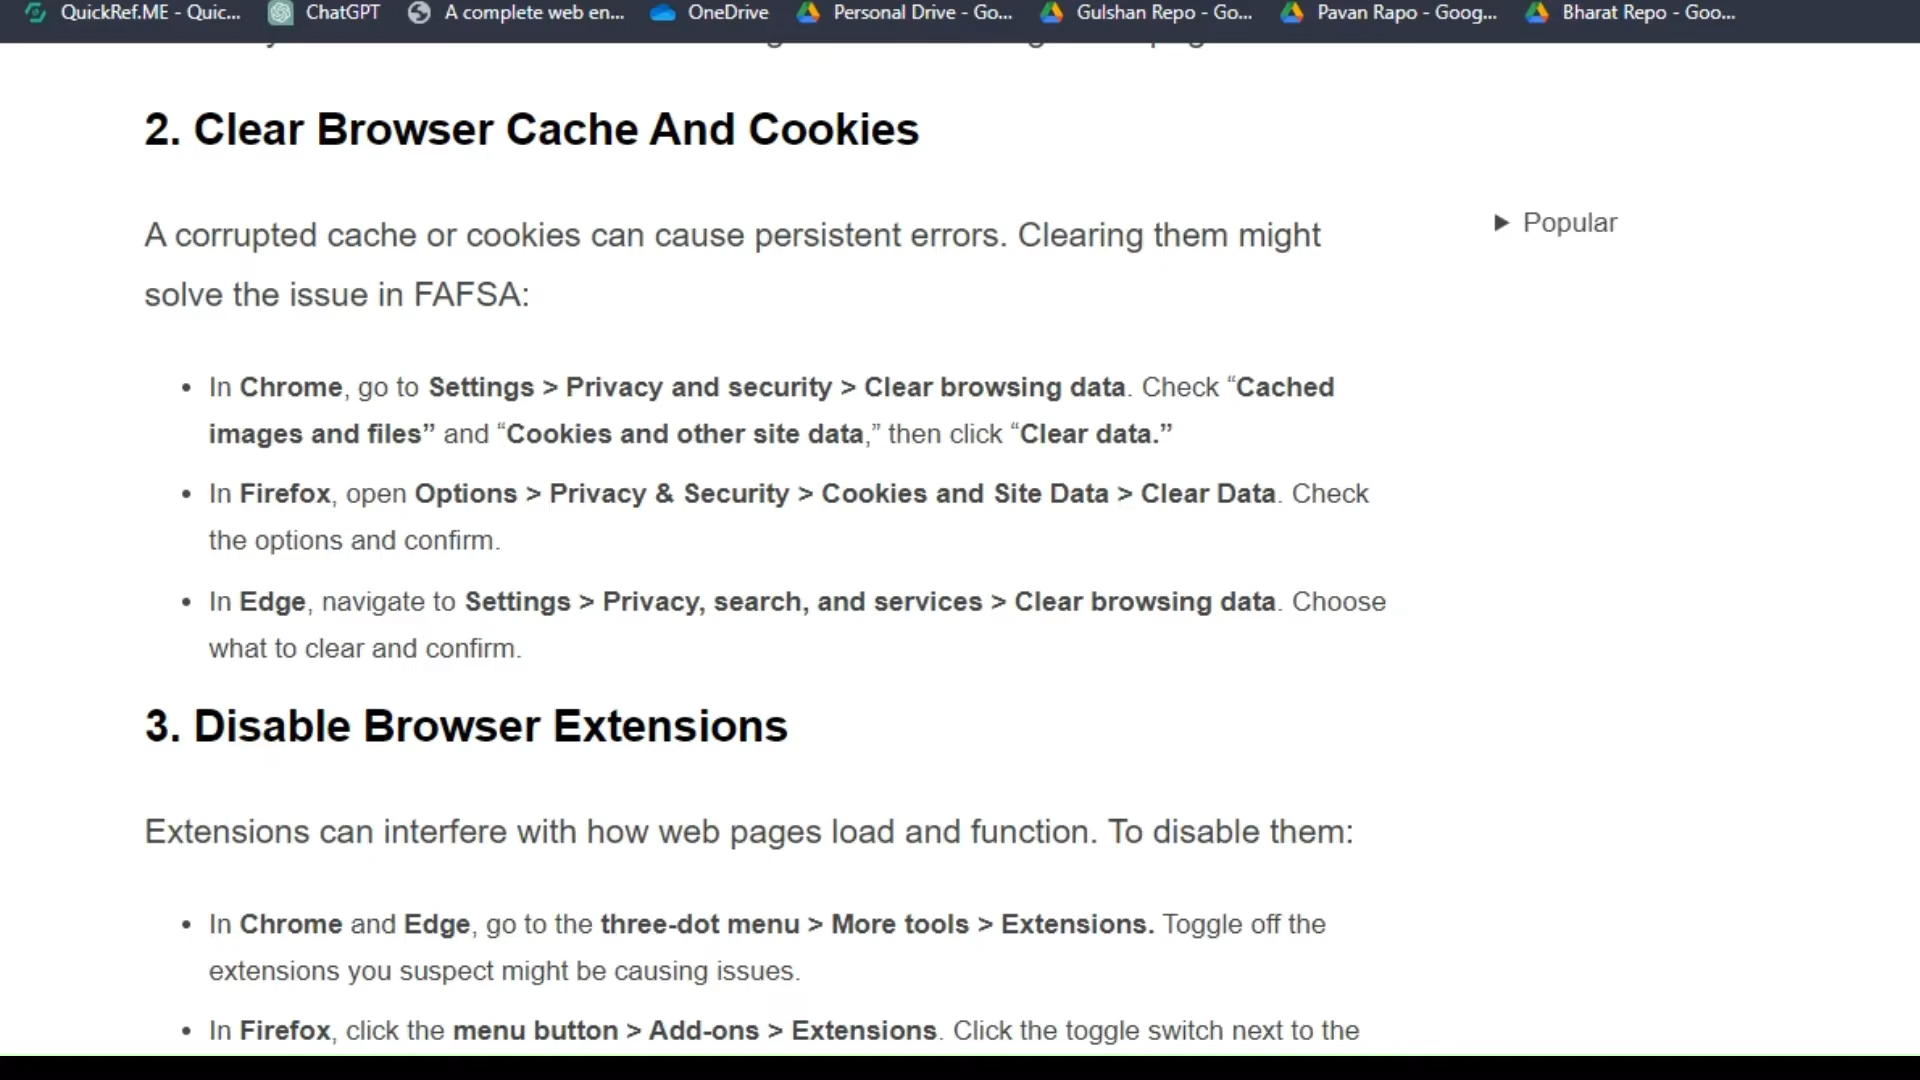 QuickRef.ME - Quic... ChatGPT A complete web en... OneDrive Personal Drive - Go... Gulshan Repo - Go... Pavan Rapo - Goog... Bharat Repo - Goo...
2. Clear Browser Cache And Cookies
A corrupted cache or cookies can cause persistent errors. Clearing them might
solve the issue in FAFSA:
▶ Popular
• In Chrome, go to Settings > Privacy and security > Clear browsing data. Check “Cached
images and files” and “Cookies and other site data,” then click “Clear data.”
• In Firefox, open Options > Privacy & Security > Cookies and Site Data > Clear Data. Check
the options and confirm.
• In Edge, navigate to Settings > Privacy, search, and services > Clear browsing data. Choose
what to clear and confirm.
3. Disable Browser Extensions
Extensions can interfere with how web pages load and function. To disable them:
• In Chrome and Edge, go to the three-dot menu > More tools > Extensions. Toggle off the
extensions you suspect might be causing issues.
• In Firefox, click the menu button > Add-ons > Extensions. Click the toggle switch next to the